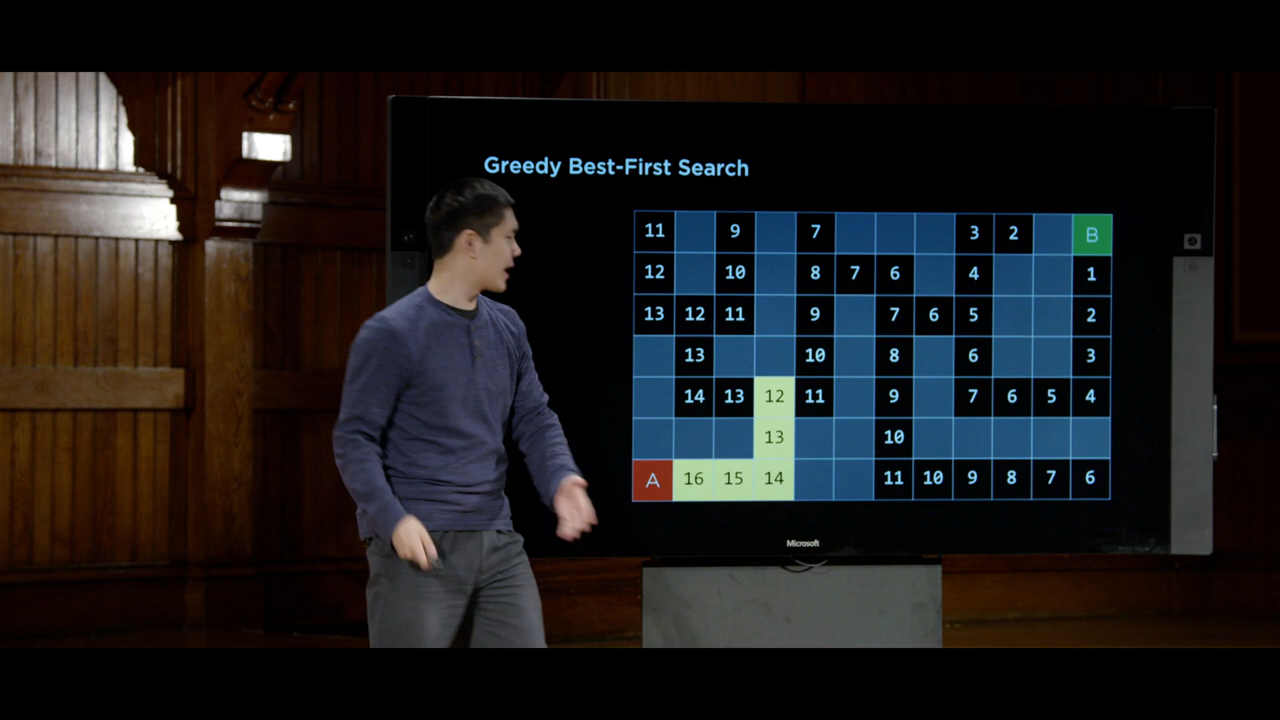 Greedy Best-First Search
11 9 7 3 2 B
12 10 8 7 6 4 1
13 12 11 9 7 6 5 2
13 10 8 6 3
14 13 12 11 9 7 6 5 4
13 10
A 16 15 14 11 10 9 8 7 6
Microsoft